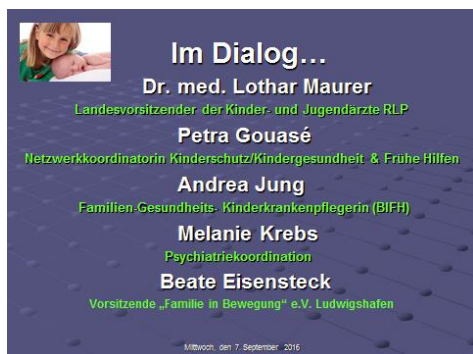 Im Dialog...
Dr. med. Lothar Maurer
Landesvorsitzender der Kinder- und Jugendärzte RLP
Petra Gouasé
Netzwerkkoordinatorin Kinderschutz/Kindergesundheit & Frühe Hilfen
Andrea Jung
Familien-Gesundheits- Kinderkrankenpflegerin (BIFH)
Melanie Krebs
Psychiatriekoordination
Beate Eisensteck
Vorsitzende „Familie in Bewegung“ e.V. Ludwigshafen
Mittwoch, den 7. September 2016